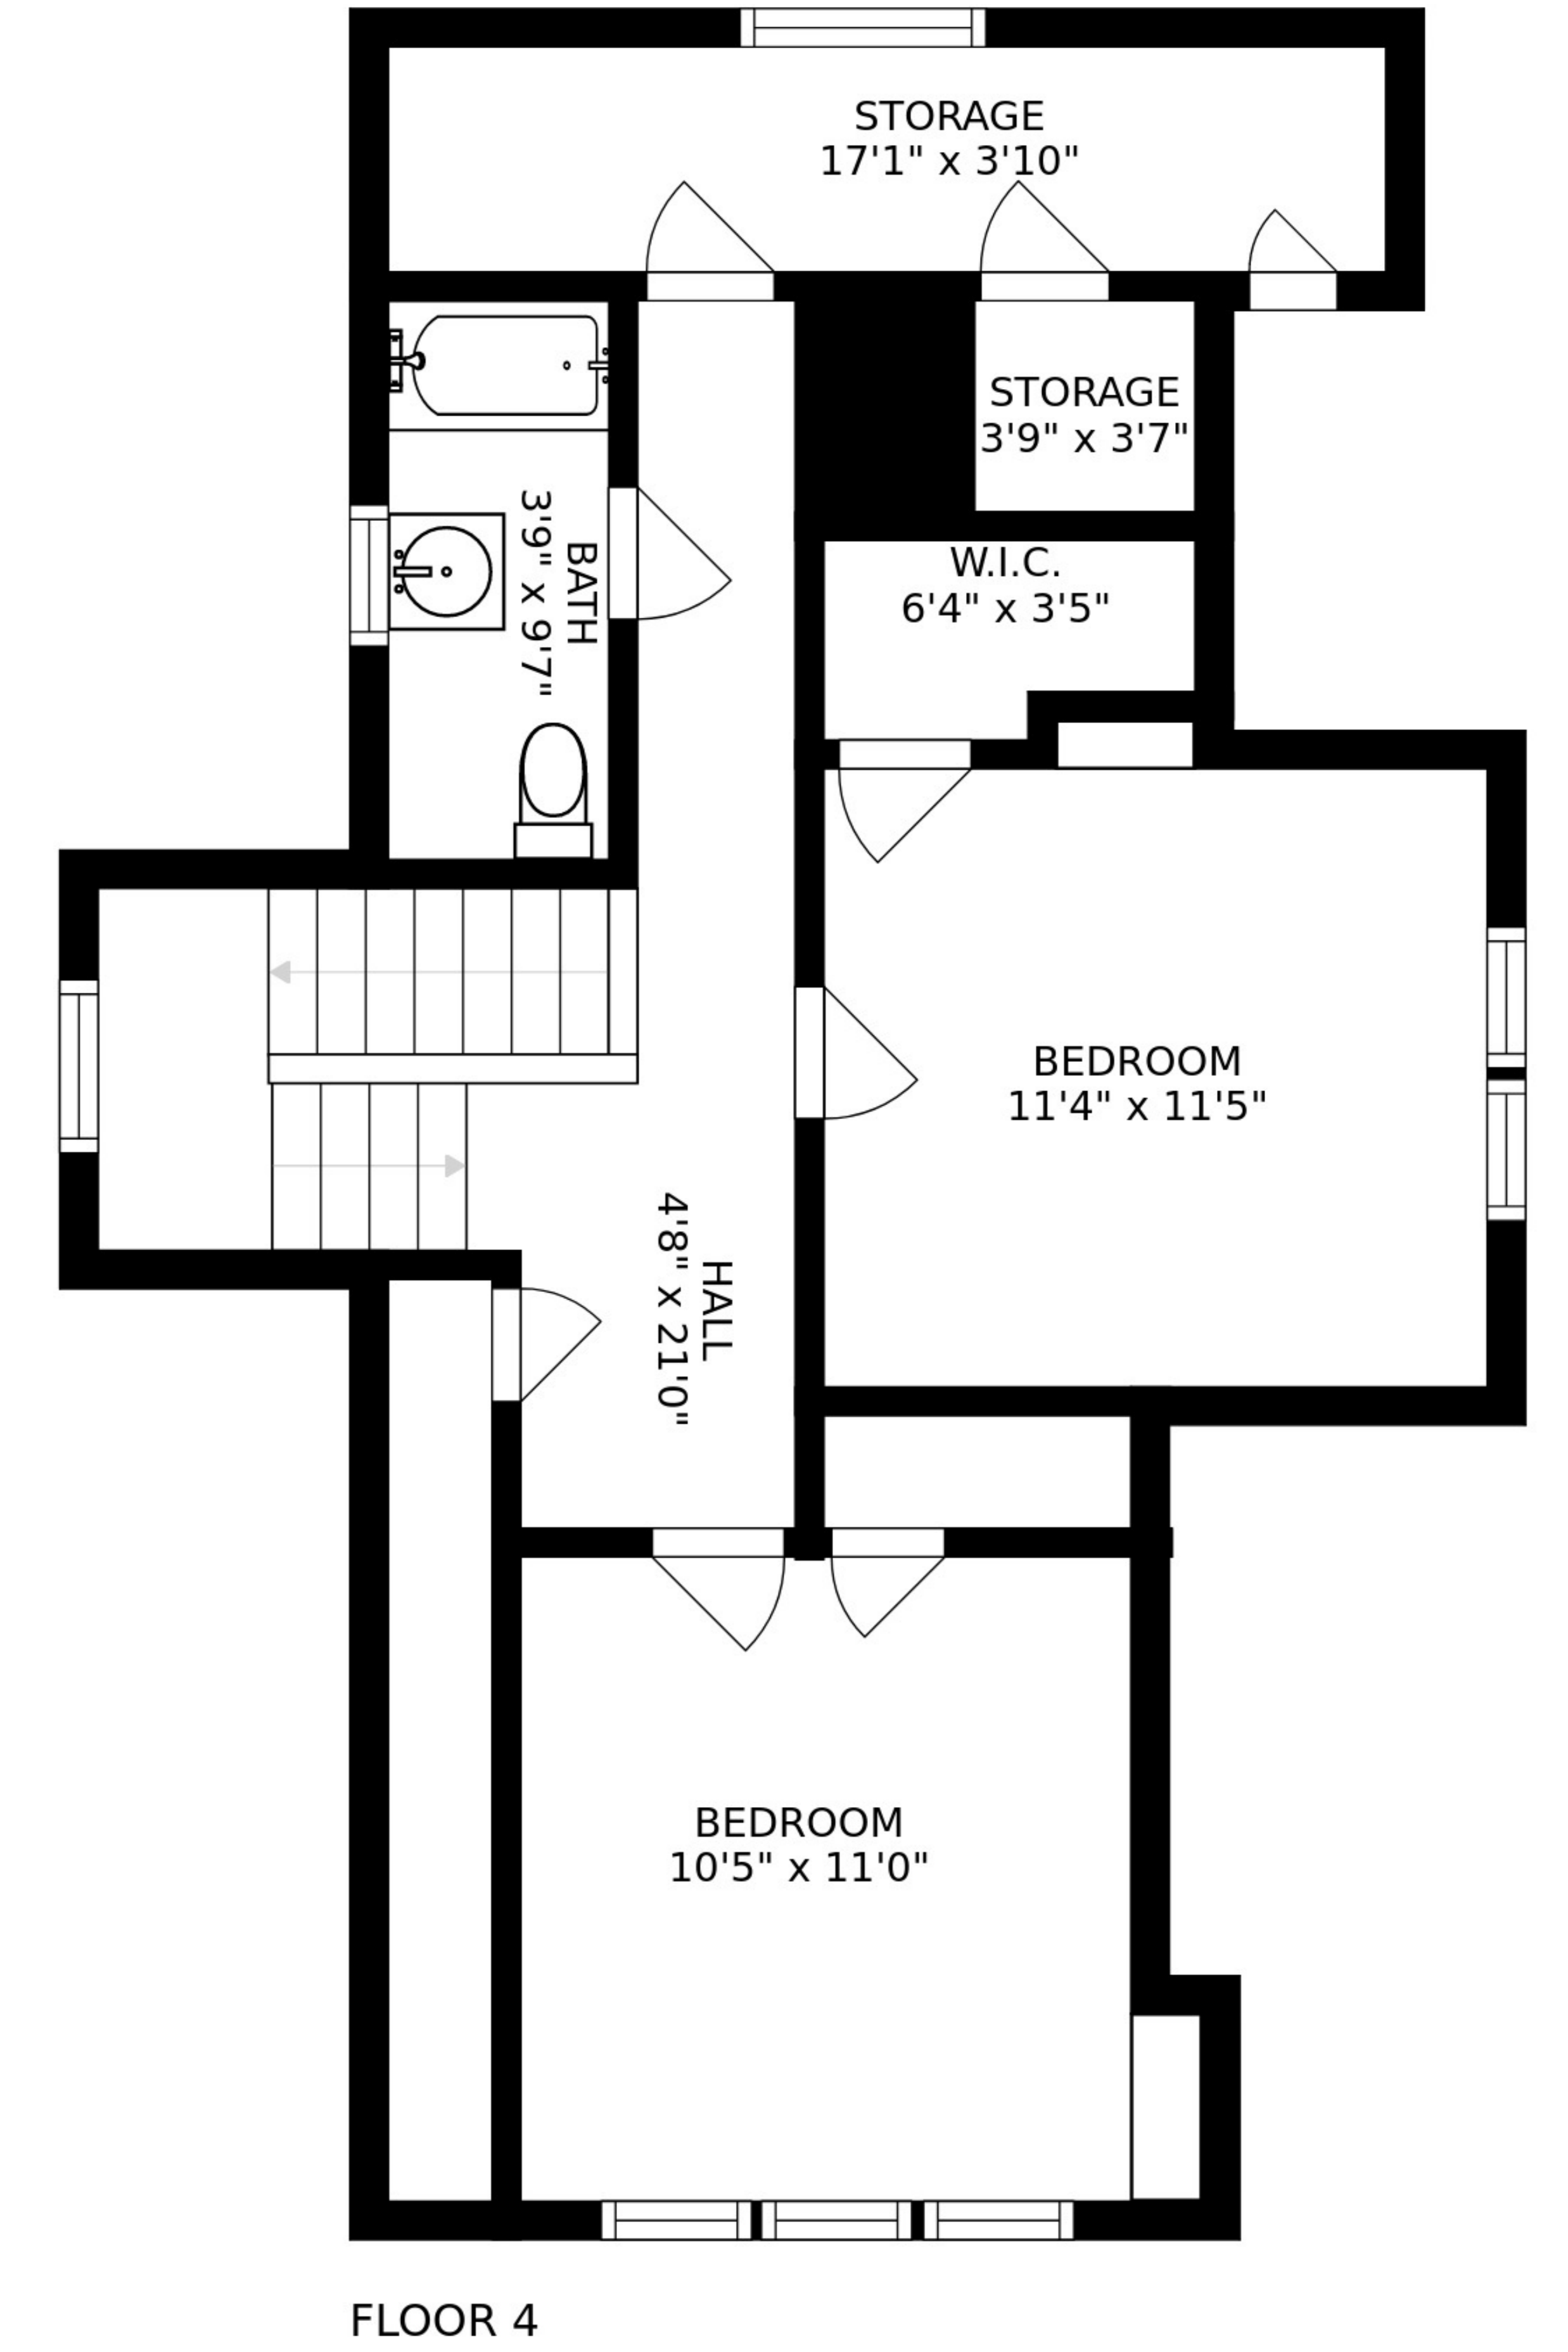 STORAGE
17'1" x 3'10"
STORAGE
3'9" x 3'7"
BATH
3'9" x 9'7"
W.I.C.
6'4" x 3'5"
BEDROOM
11'4" x 11'5"
HALL
4'8" x 21'0"
BEDROOM
10'5" x 11'0"
FLOOR 4